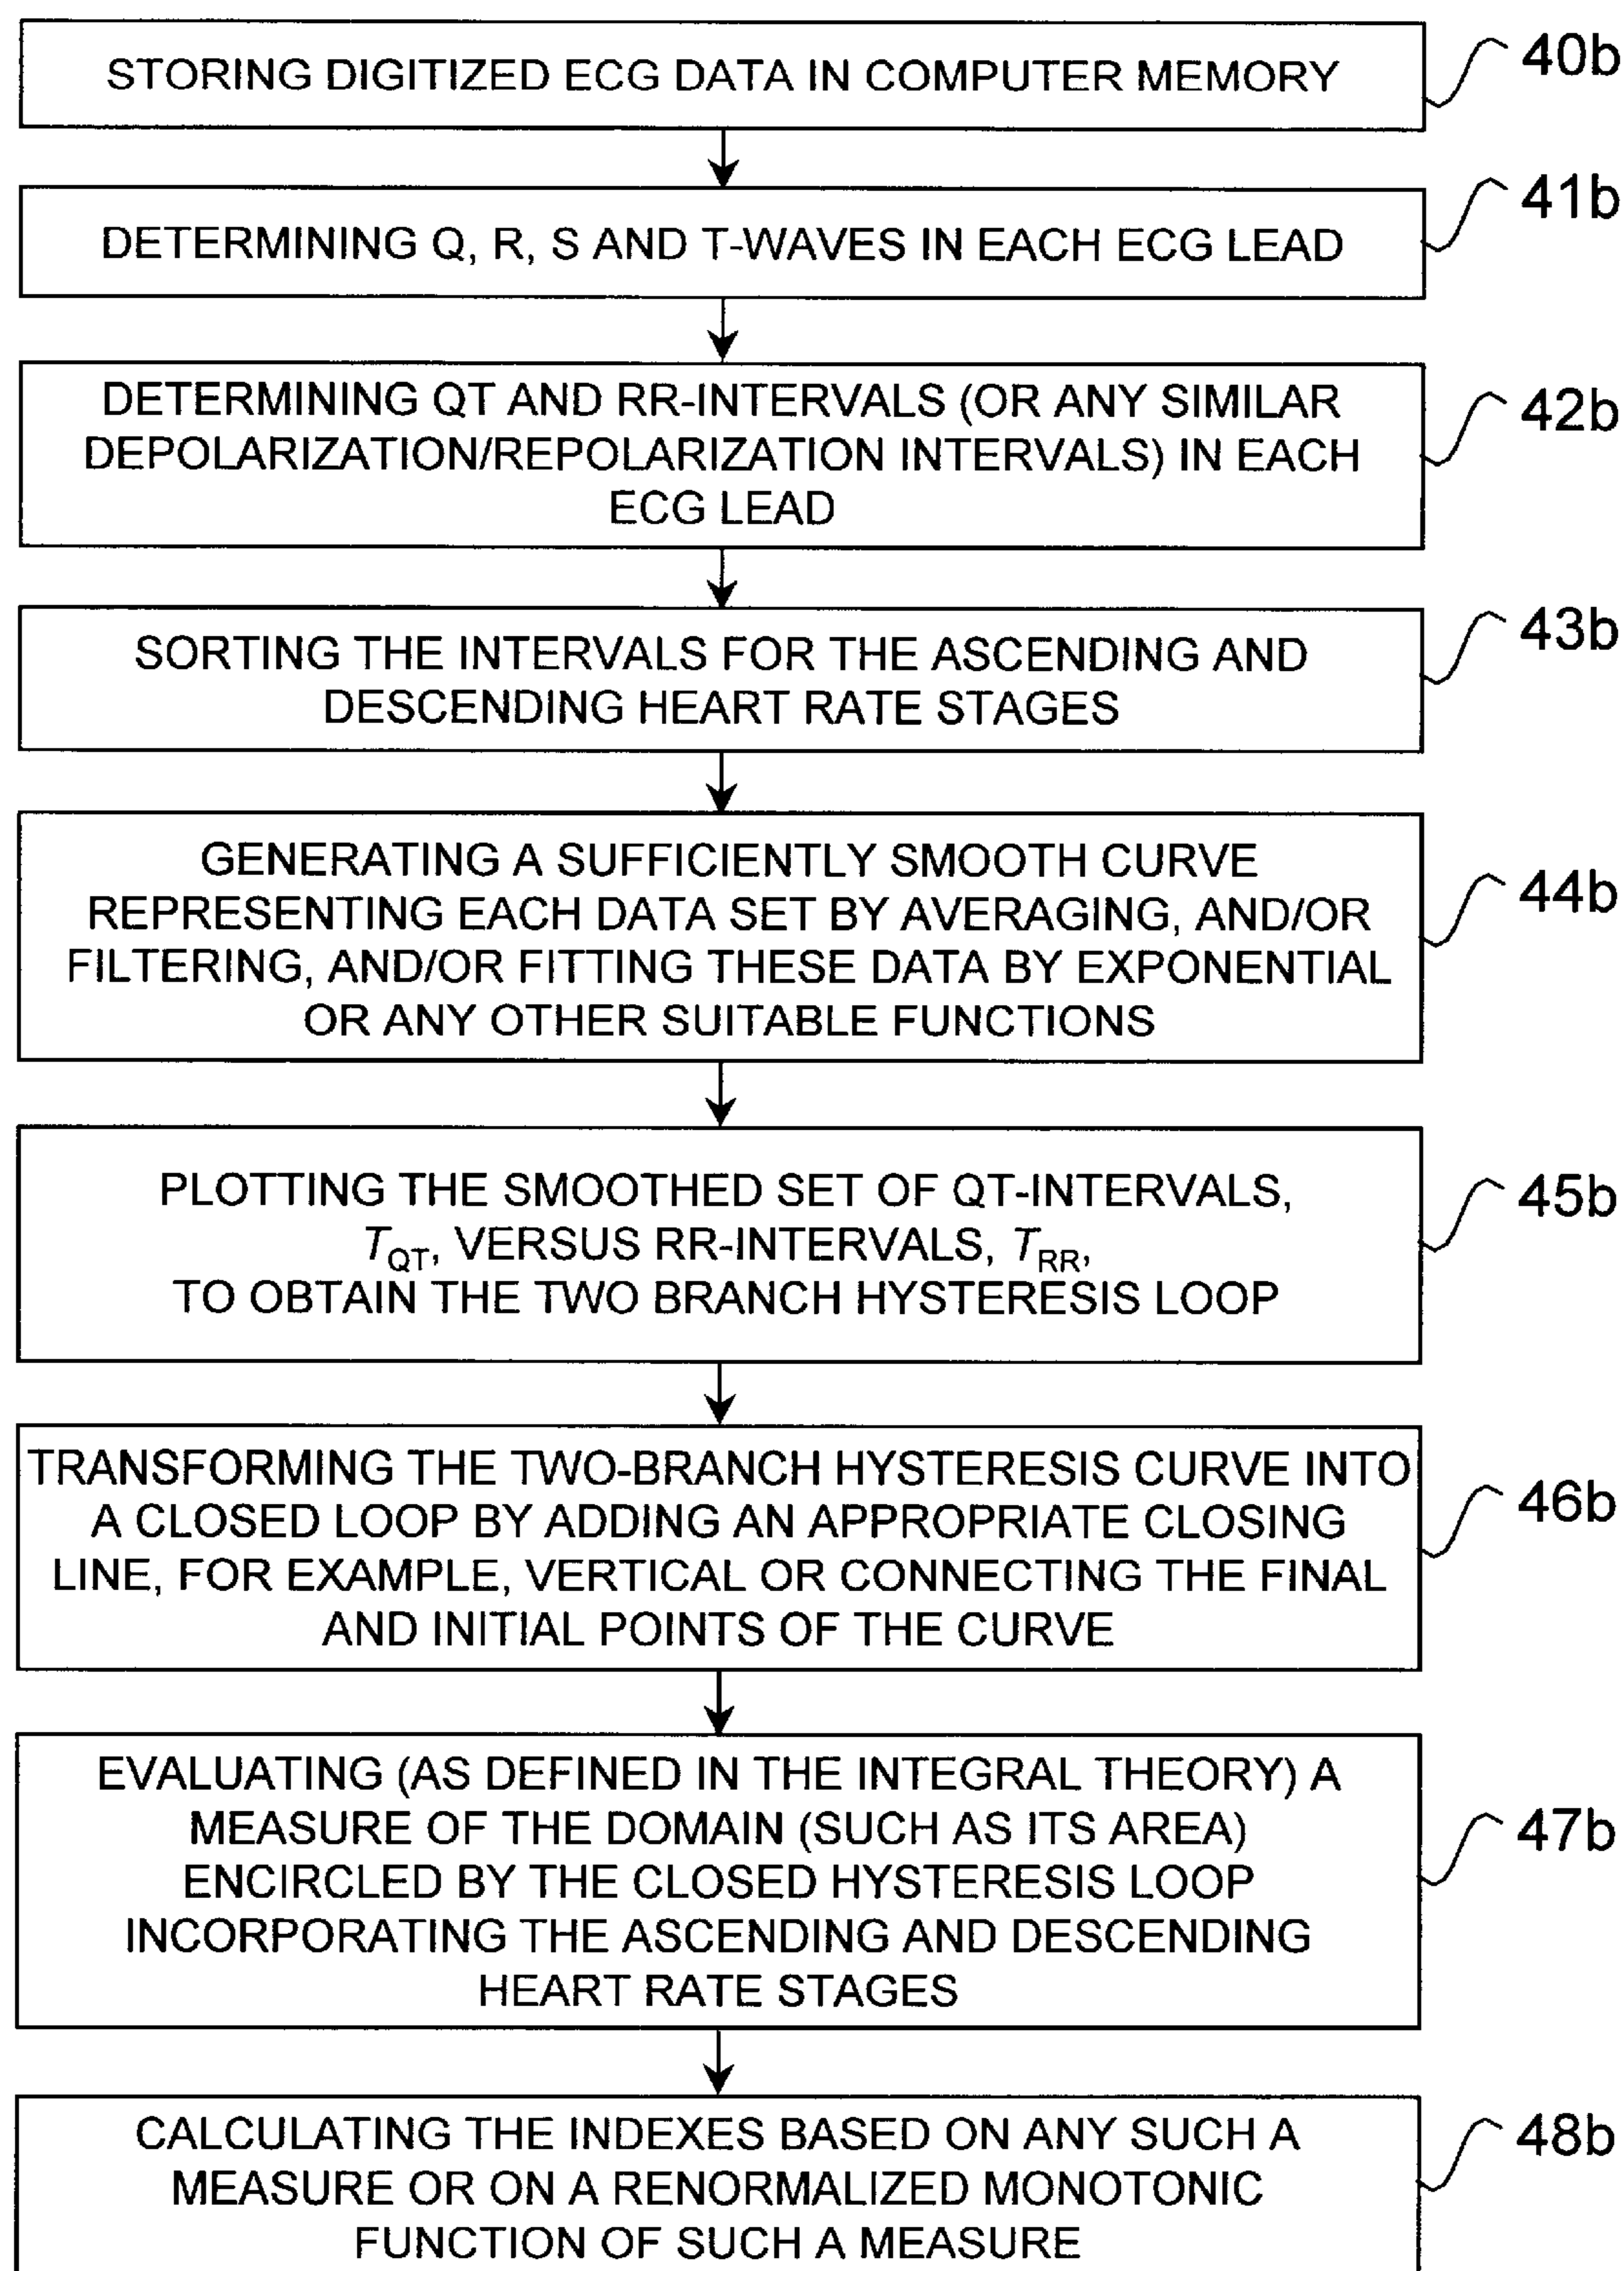 STORING DIGITIZED ECG DATA IN COMPUTER MEMORY
40b
DETERMINING Q, R, S AND T-WAVES IN EACH ECG LEAD
41b
DETERMINING QT AND RR-INTERVALS (OR ANY SIMILAR
DEPOLARIZATION/REPOLARIZATION INTERVALS) IN EACH
ECG LEAD
42b
SORTING THE INTERVALS FOR THE ASCENDING AND
DESCENDING HEART RATE STAGES
43b
GENERATING A SUFFICIENTLY SMOOTH CURVE
REPRESENTING EACH DATA SET BY AVERAGING, AND/OR
FILTERING, AND/OR FITTING THESE DATA BY EXPONENTIAL
OR ANY OTHER SUITABLE FUNCTIONS
44b
PLOTTING THE SMOOTHED SET OF QT-INTERVALS,
T_QT, VERSUS RR-INTERVALS, T_RR,
TO OBTAIN THE TWO BRANCH HYSTERESIS LOOP
45b
TRANSFORMING THE TWO-BRANCH HYSTERESIS CURVE INTO
A CLOSED LOOP BY ADDING AN APPROPRIATE CLOSING
LINE, FOR EXAMPLE, VERTICAL OR CONNECTING THE FINAL
AND INITIAL POINTS OF THE CURVE
46b
EVALUATING (AS DEFINED IN THE INTEGRAL THEORY) A
MEASURE OF THE DOMAIN (SUCH AS ITS AREA)
ENCIRCLED BY THE CLOSED HYSTERESIS LOOP
INCORPORATING THE ASCENDING AND DESCENDING
HEART RATE STAGES
47b
CALCULATING THE INDEXES BASED ON ANY SUCH A
MEASURE OR ON A RENORMALIZED MONOTONIC
FUNCTION OF SUCH A MEASURE
48b